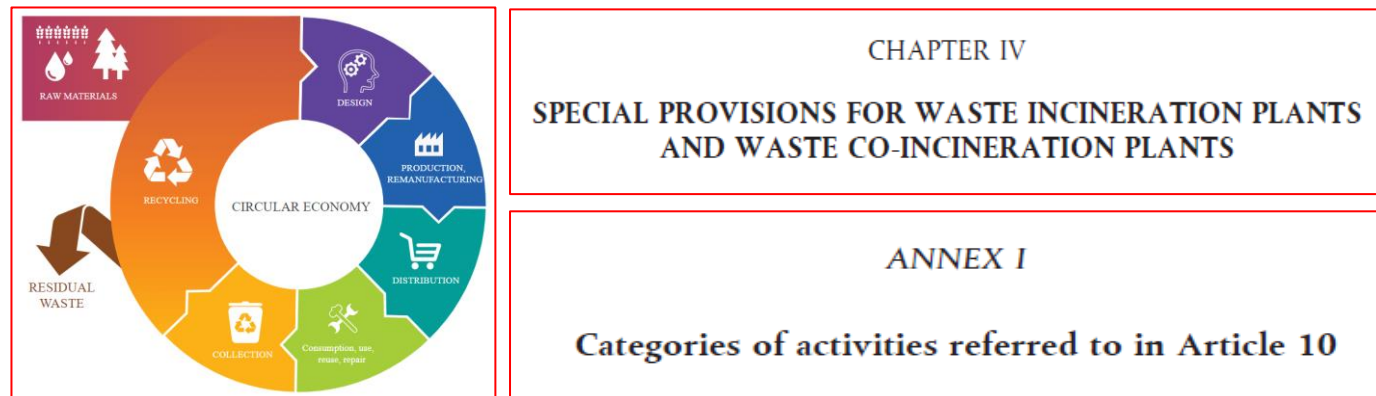 RAW MATERIALS
DESIGN
PRODUCTION,
REMANUFACTURING
RECYCLING
CIRCULAR ECONOMY
DISTRIBUTION
RESIDUAL
WASTE
COLLECTION
Consumption, use,
reuse, repair
CHAPTER IV
SPECIAL PROVISIONS FOR WASTE INCINERATION PLANTS
AND WASTE CO-INCINERATION PLANTS
ANNEX I
Categories of activities referred to in Article 10